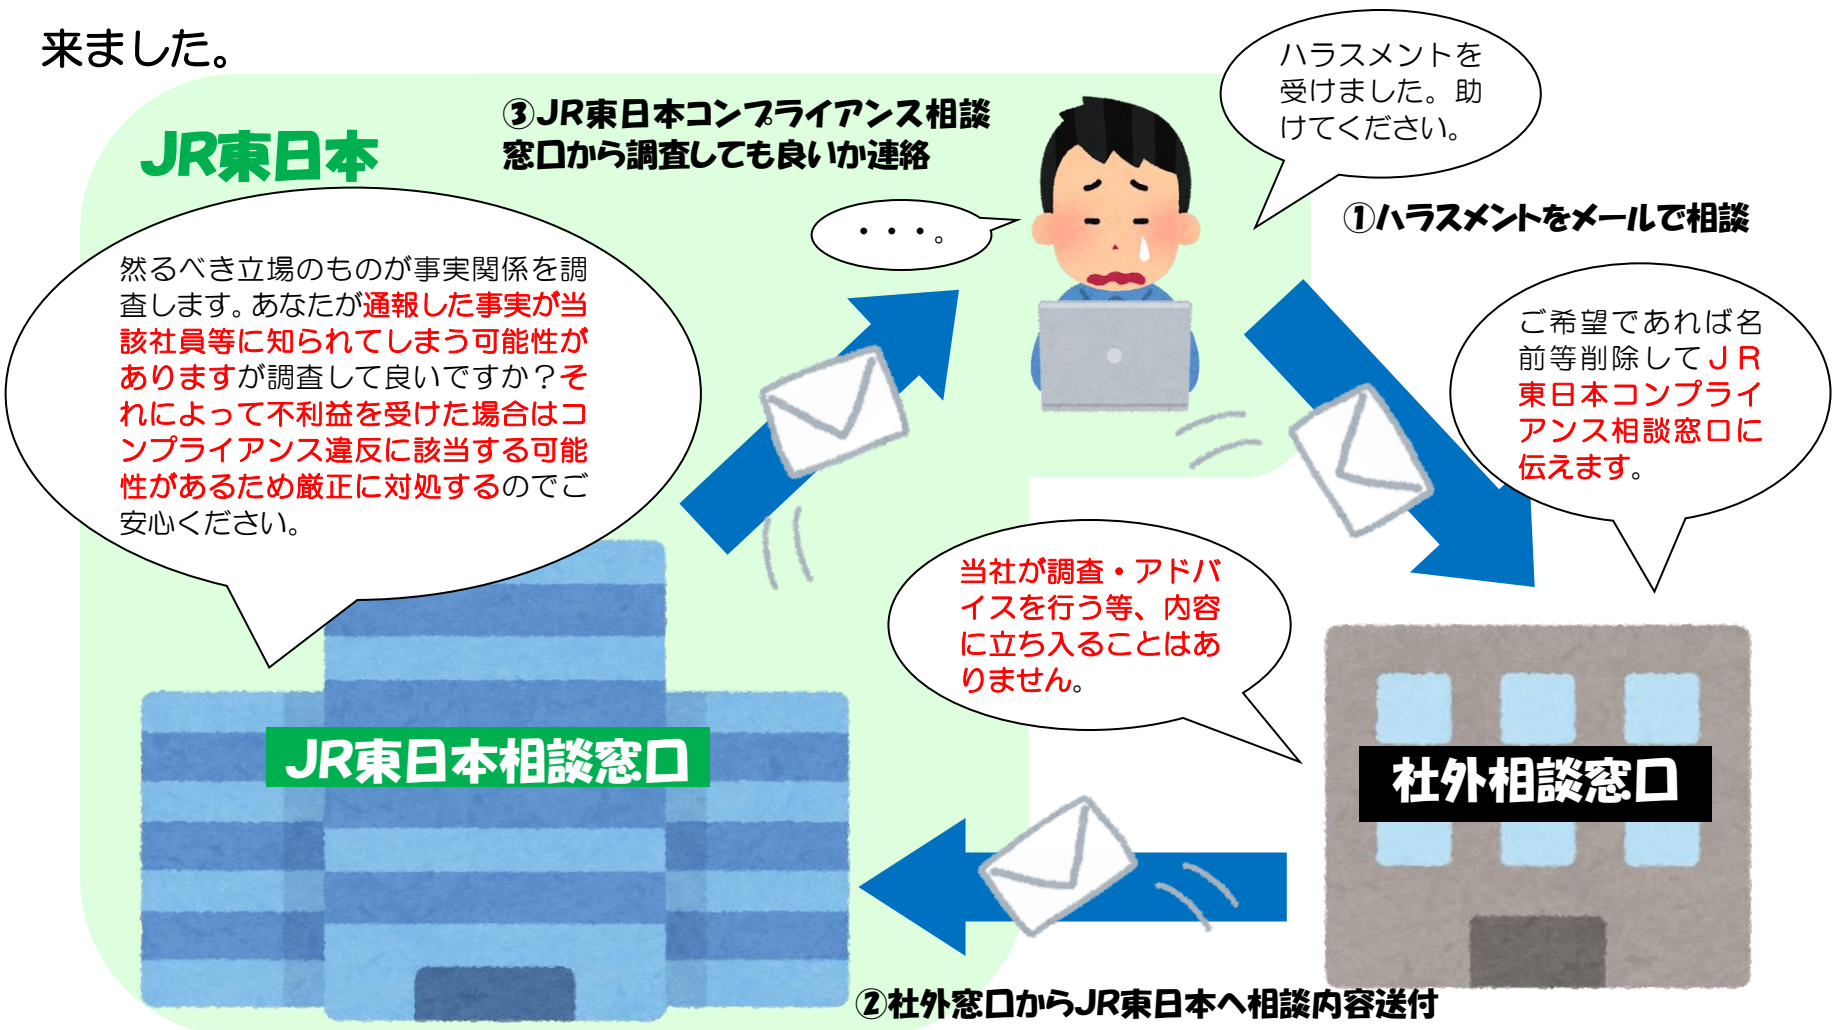 来ました。
JR東日本
③JR東日本コンプライアンス相談
窓口から調査しても良いか連絡
ハラスメントを
受けました。助
けてください。
・・・。
①ハラスメントをメールで相談
然るべき立場のものが事実関係を調
査します。あなたが通報した事実が当
該社員等に知られてしまう可能性が
ありますが調査して良いですか？そ
れによって不利益を受けた場合はコ
ンプライアンス違反に該当する可能
性があるため厳正に対処するのでご
安心ください。
ご希望であれば名
前等削除してJR
東日本コンプライ
アンス相談窓口に
伝えます。
当社が調査・アドバ
イスを行う等、内容
に立ち入ることはあ
りません。
JR東日本相談窓口
社外相談窓口
②社外窓口からJR東日本へ相談内容送付